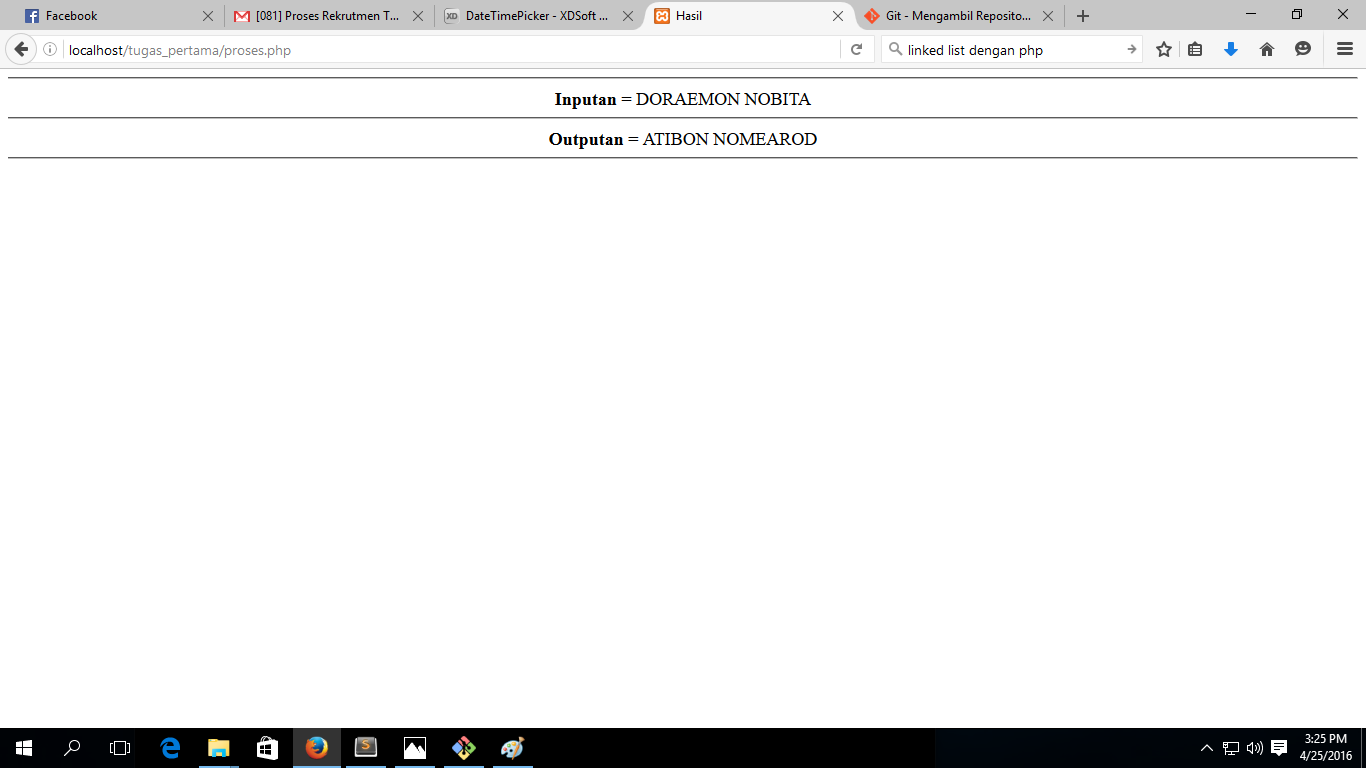 Facebook
[081] Proses Rekrutmen T...
XD
DateTimePicker - XDSoft ...
Hasil
Git - Mengambil Reposito...
localhost/tugas_pertama/proses.php
linked list dengan php
Inputan = DORAEMON NOBITA
Outputan = ATIBON NOMEAROD
3:25 PM
4/25/2016